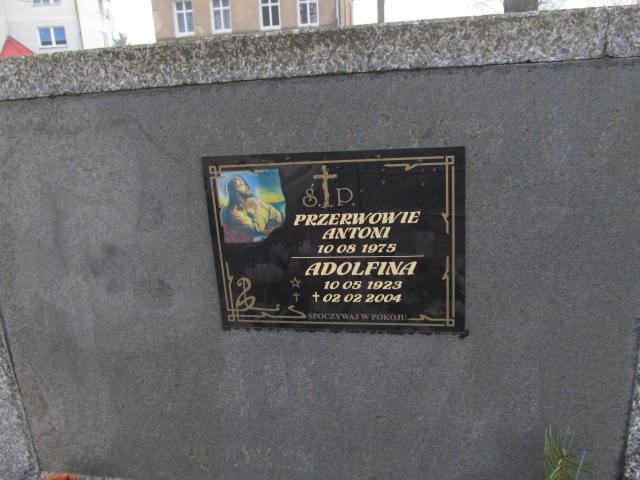 Ś.P.
PRZERWOWIE
ANTONI
10 08 1975
ADOLFINA
10 05 1923
02 02 2004
SPOCZYWAJ W POKOJU